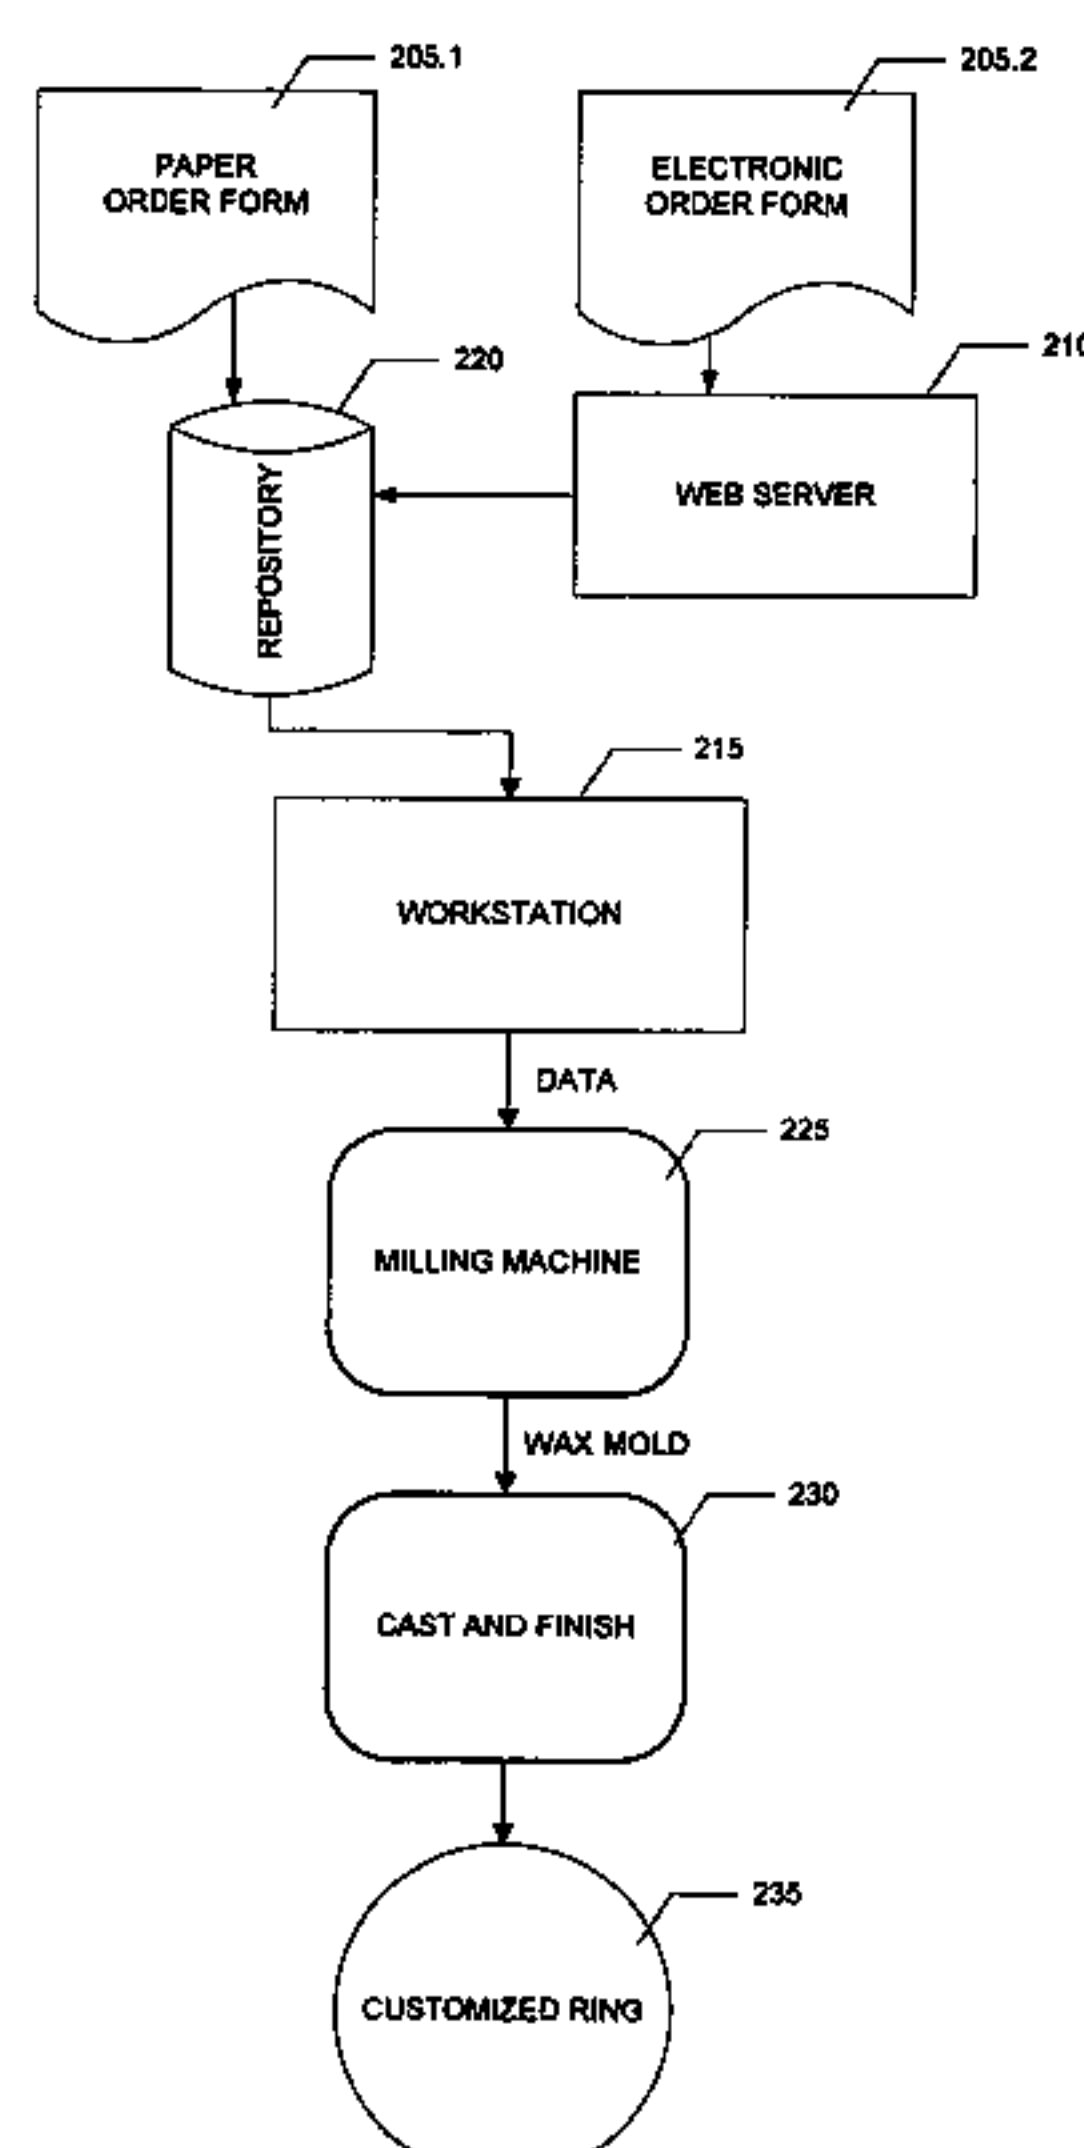 205.1
205.2
PAPER
ORDER FORM
ELECTRONIC
ORDER FORM
220
210
REPOSITORY
WEB SERVER
215
WORKSTATION
DATA
225
MILLING MACHINE
WAX MOLD
230
CAST AND FINISH
235
CUSTOMIZED RING